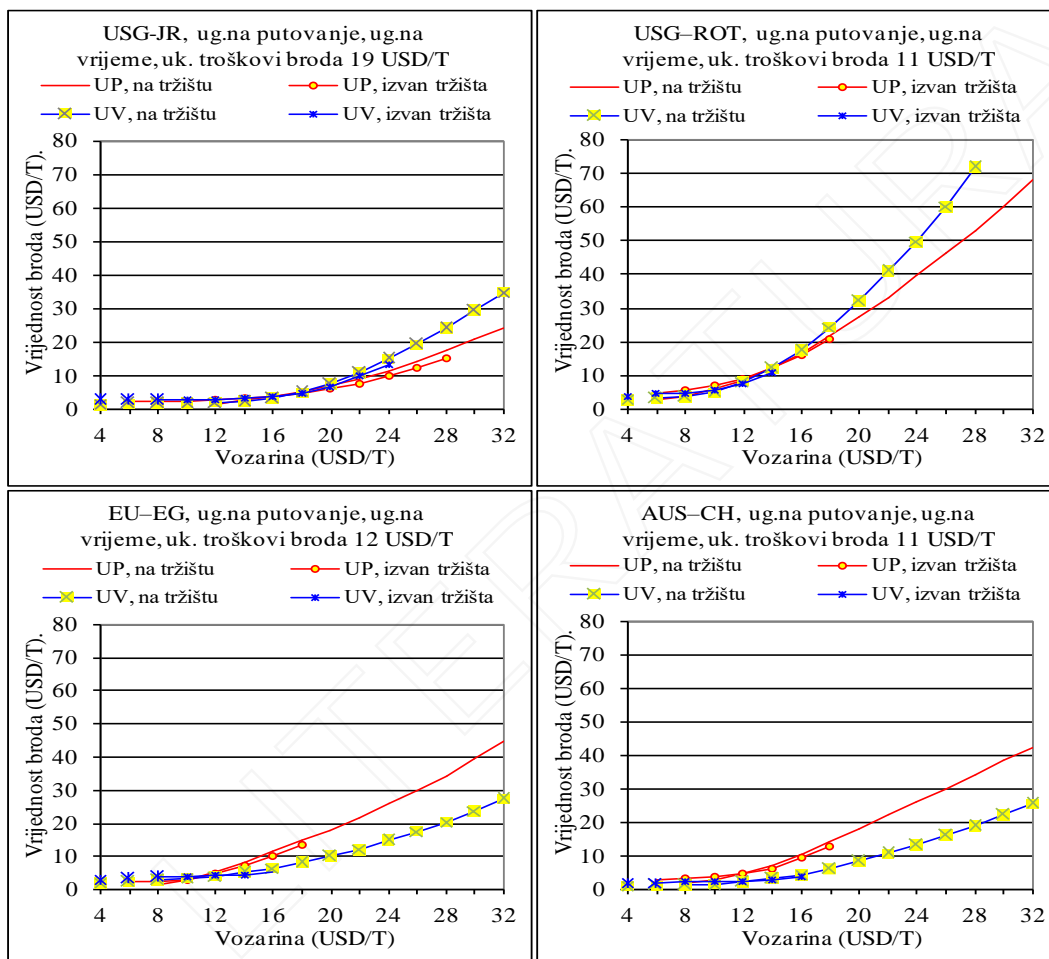 USG-JR, ug.na putovanje, ug.na
vrijeme, uk. troškovi broda 19 USD/T
UP, na tržištu
UP, izvan tržišta
UV, na tržištu
UV, izvan tržišta
Vrijednost broda (USD/T).
80
70
60
50
40
30
20
10
0
4 8 12 16 20 24 28 32
Vozarina (USD/T)
USG–ROT, ug.na putovanje, ug.na
vrijeme, uk. troškovi broda 11 USD/T
UP, na tržištu
UP, izvan tržišta
UV, na tržištu
UV, izvan tržišta
Vrijednost broda (USD/T).
80
70
60
50
40
30
20
10
0
4 8 12 16 20 24 28 32
Vozarina (USD/T)
EU–EG, ug.na putovanje, ug.na
vrijeme, uk. troškovi broda 12 USD/T
UP, na tržištu
UP, izvan tržišta
UV, na tržištu
UV, izvan tržišta
Vrijednost broda (USD/T).
80
70
60
50
40
30
20
10
0
4 8 12 16 20 24 28 32
Vozarina (USD/T)
AUS–CH, ug.na putovanje, ug.na
vrijeme, uk. troškovi broda 11 USD/T
UP, na tržištu
UP, izvan tržišta
UV, na tržištu
UV, izvan tržišta
Vrijednost broda (USD/T).
80
70
60
50
40
30
20
10
0
4 8 12 16 20 24 28 32
Vozarina (USD/T)
LITERATURA